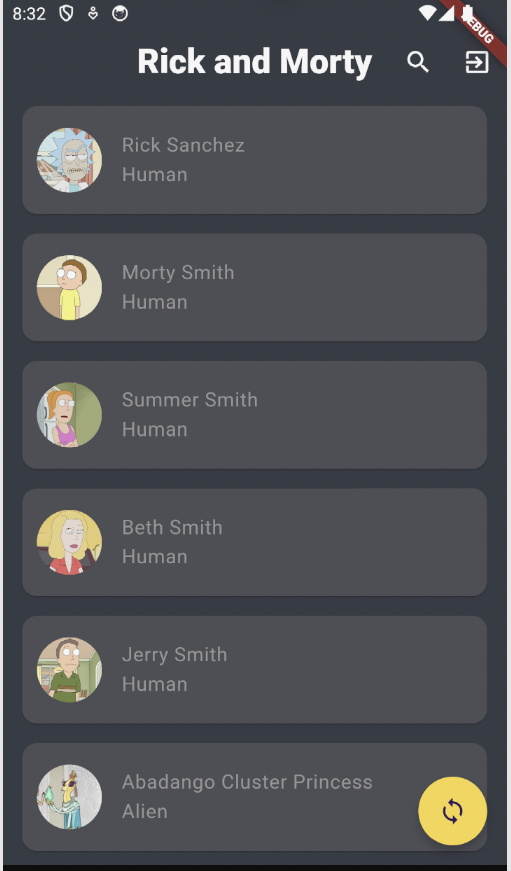 8:32
DEBUG
Rick and Morty
Rick Sanchez
Human
Morty Smith
Human
Summer Smith
Human
Beth Smith
Human
Jerry Smith
Human
Abadango Cluster Princess
Alien